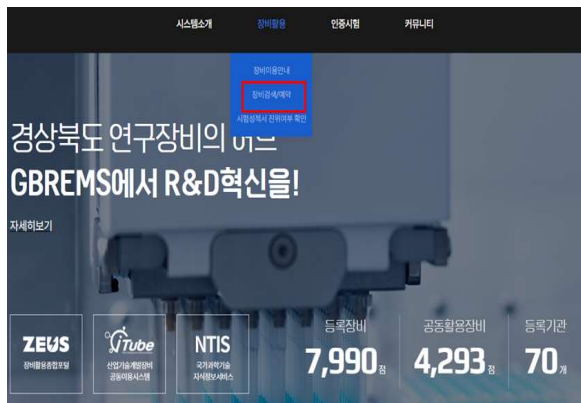 시스템소개 장비활용 인증시험 커뮤니티
장비이용안내
장비검색/예약
시험성적서 진위여부 확인
경상북도 연구장비의 허브
GBREMS에서 R&D혁신을!
자세히보기
ZEUS
장비활용종합포털
iTube
산업기술개발장비
공동이용시스템
NTIS
국가과학기술
지식정보서비스
등록장비
7,990점
공동활용장비
4,293점
등록기관
70개